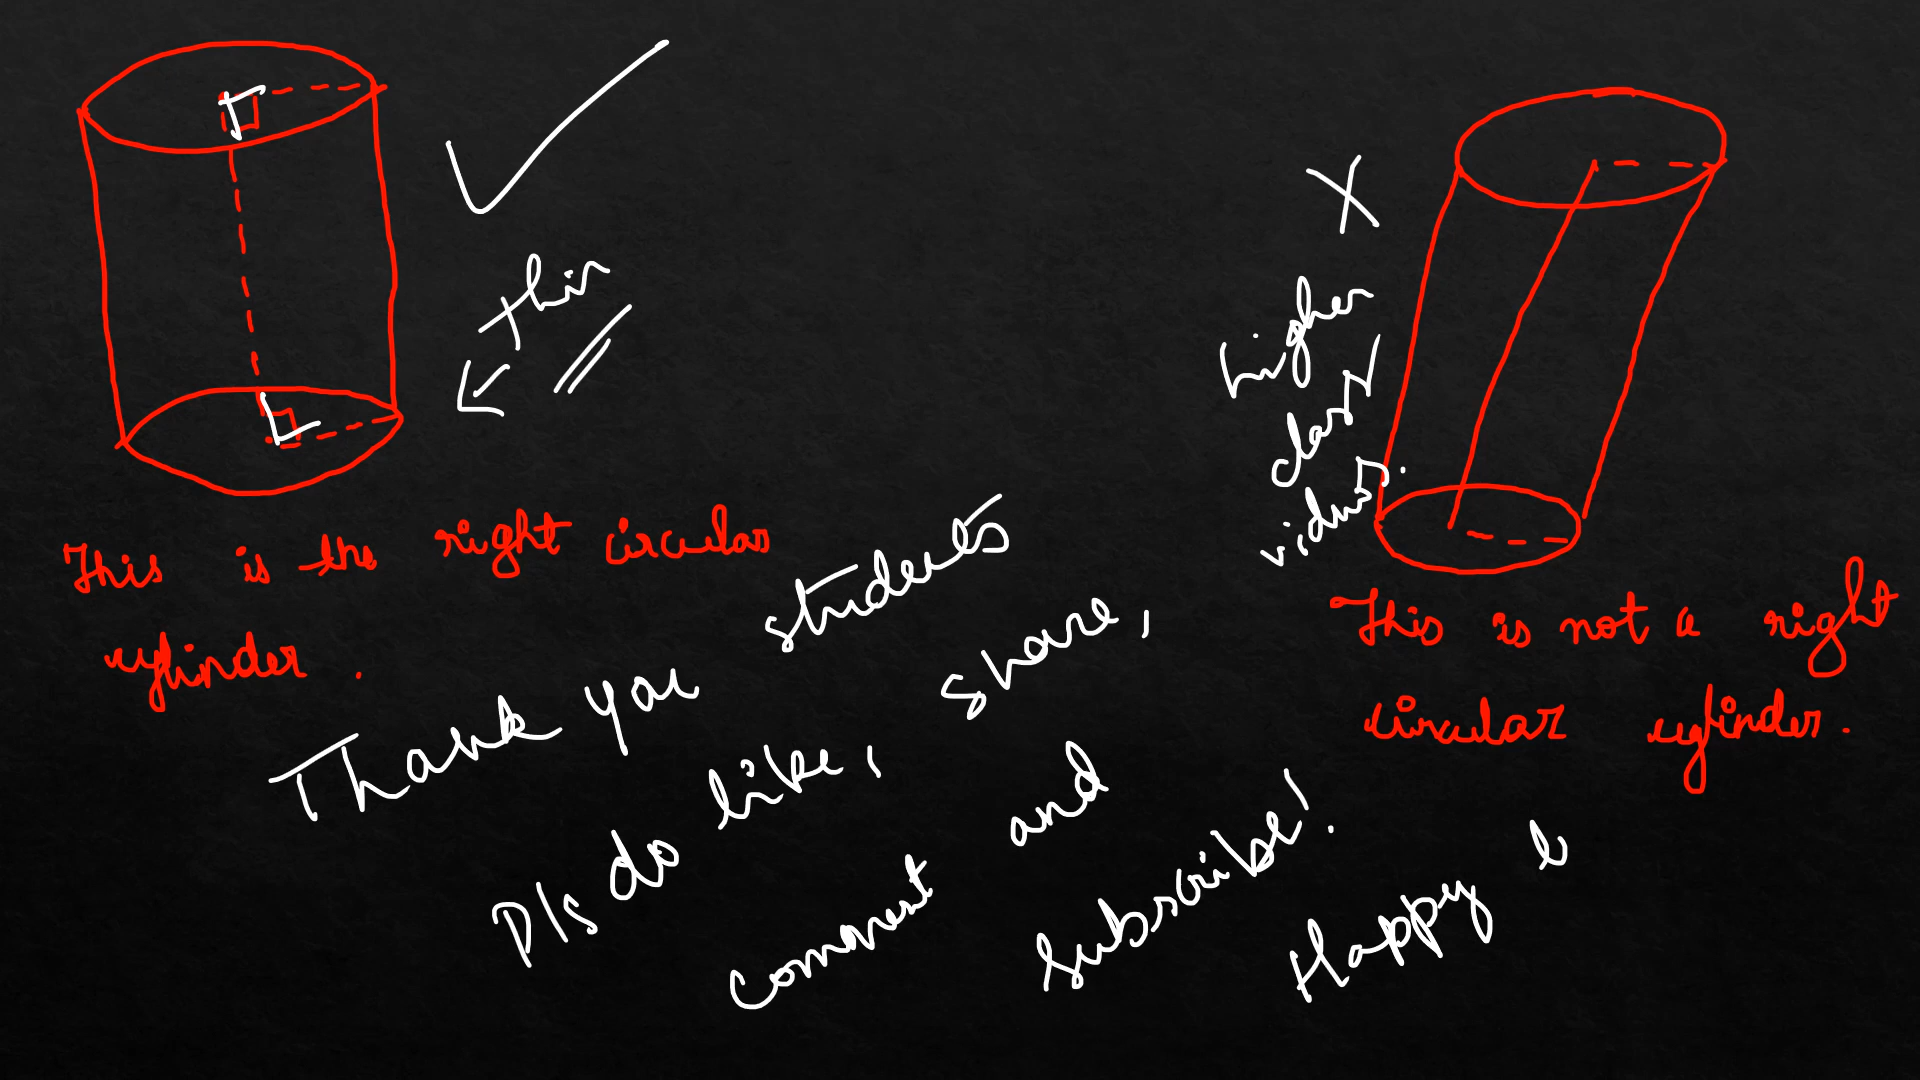 This is the right circular
cylinder.
This is not a right
circular cylinder.
X
this
higher
class
videos.
Thank you students
Pls do like, share,
comment and
subscribe!
Happy l